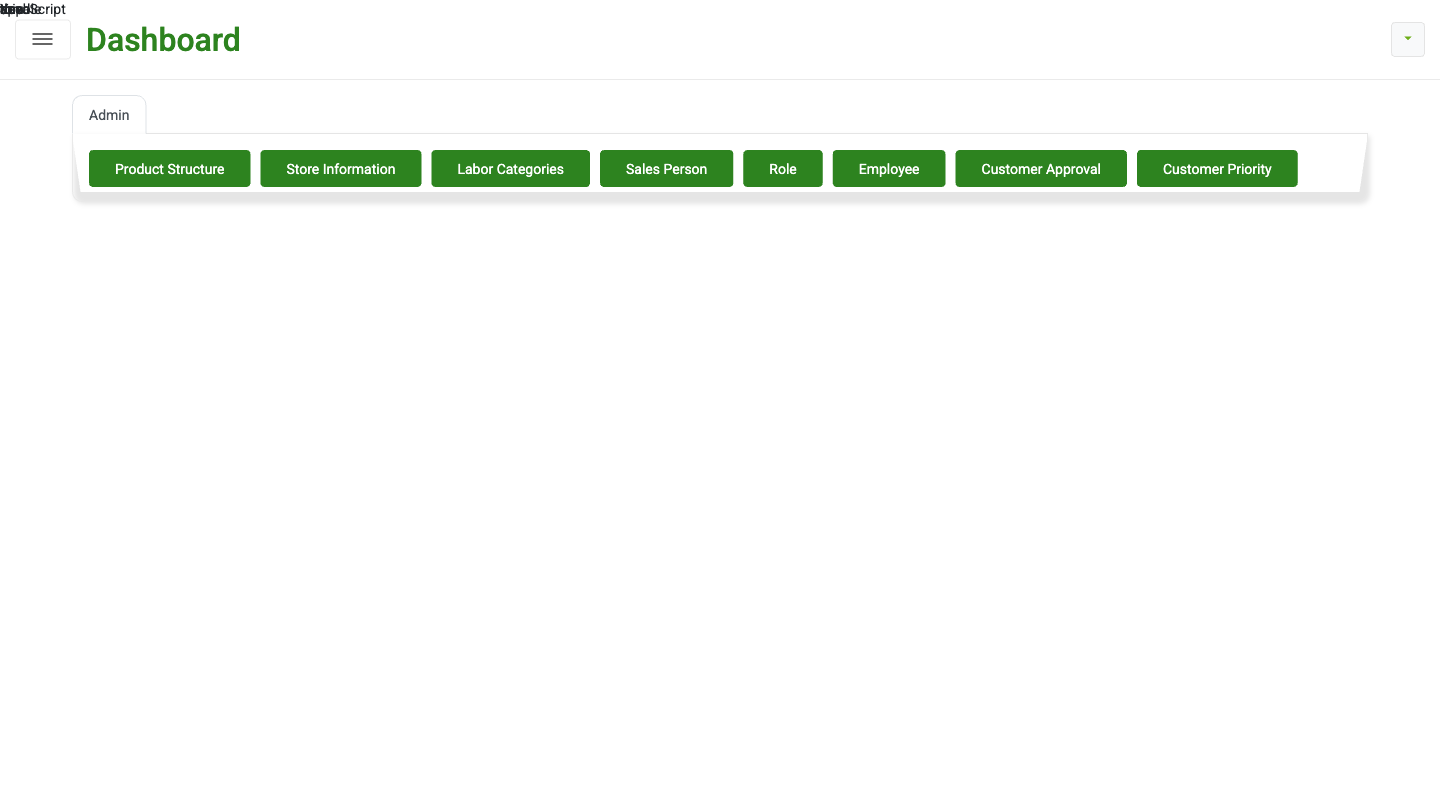 Dashboard
Admin
Product Structure Store Information Labor Categories Sales Person Role Employee Customer Approval Customer Priority